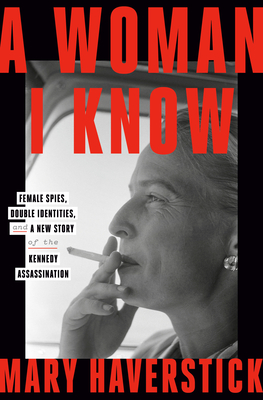 A WOMAN
I KNOW
FEMALE SPIES,
DOUBLE IDENTITIES,
and A NEW STORY
of the
KENNEDY
ASSASSINATION
MARY HAVERSTICK